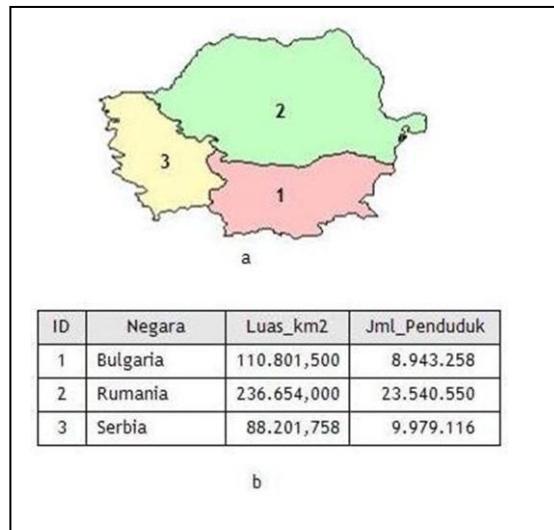 2
3
1
a
ID Negara Luas_km2 Jml_Penduduk
1 Bulgaria 110.801,500 8.943.258
2 Rumania 236.654,000 23.540.550
3 Serbia 88.201,758 9.979.116
b